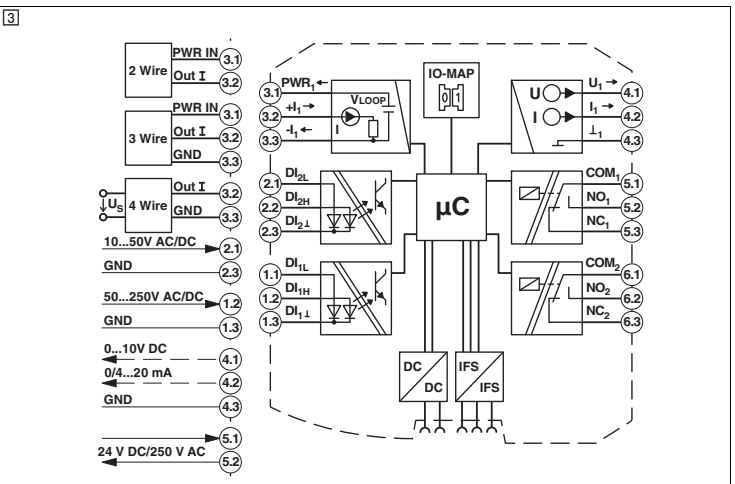 3
2 Wire
PWR IN
3.1
Out I
3.2
3 Wire
PWR IN
3.1
Out I
3.2
GND
3.3
↓US
4 Wire
Out I
3.2
GND
3.3
10...50V AC/DC
2.1
GND
2.3
50...250V AC/DC
1.2
GND
1.3
0...10V DC
4.1
0/4...20 mA
4.2
GND
4.3
5.1
24 V DC/250 V AC
5.2
3.1
PWR1←
3.2
+I1→
3.3
-I1←
VLOOP
I
IO-MAP
0 1
U
I
U1→
4.1
I1→
4.2
⊥1
4.3
2.1
DI2L
2.2
DI2H
2.3
DI2⊥
µC
COM1
5.1
NO1
5.2
NC1
5.3
1.1
DI1L
1.2
DI1H
1.3
DI1⊥
COM2
6.1
NO2
6.2
NC2
6.3
DC
DC
IFS
IFS